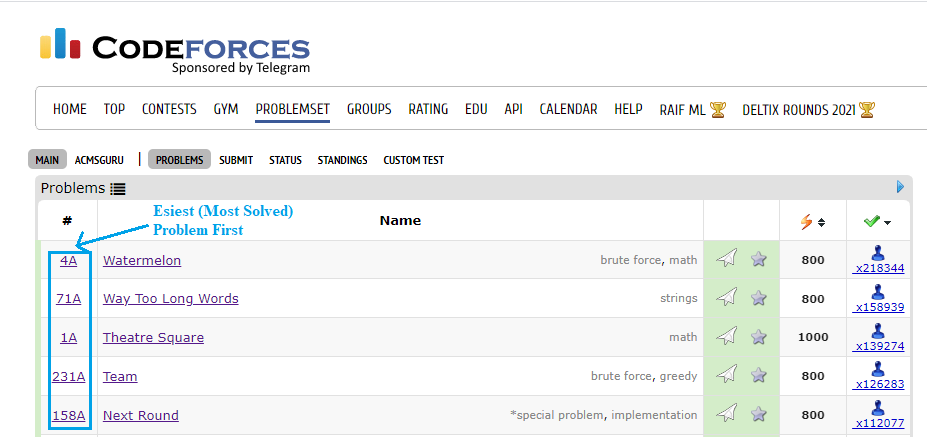 CODEFORCES
Sponsored by Telegram
HOME TOP CONTESTS GYM PROBLEMSET GROUPS RATING EDU API CALENDAR HELP RAIF ML DELTIX ROUNDS 2021
MAIN ACMSGURU | PROBLEMS SUBMIT STATUS STANDINGS CUSTOM TEST
Problems
# Name
Esiest (Most Solved)
Problem First
4A Watermelon brute force, math 800 x218344
71A Way Too Long Words strings 800 x158939
1A Theatre Square math 1000 x139274
231A Team brute force, greedy 800 x126283
158A Next Round *special problem, implementation 800 x112077